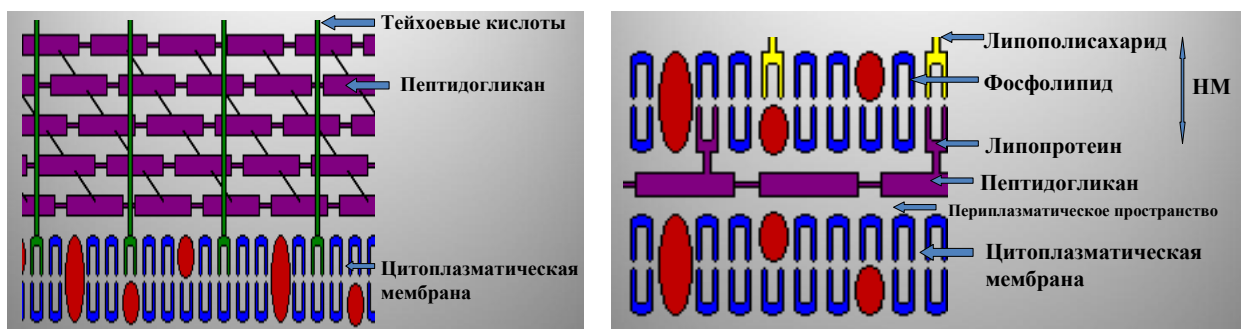 Тейхоевые кислоты
Пептидогликан
Цитоплазматическая
мембрана
Липополисахарид
Фосфолипид
НМ
Липопротеин
Пептидогликан
Периплазматическое пространство
Цитоплазматическая
мембрана